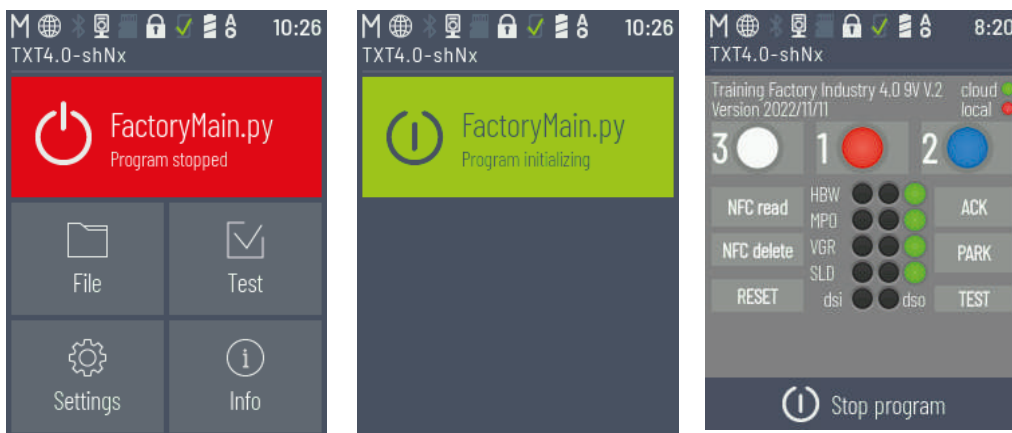 M 10:26
TXT4.0-shNx
FactoryMain.py
Program stopped
File Test
Settings Info
M 10:26
TXT4.0-shNx
FactoryMain.py
Program initializing
M 8:20
TXT4.0-shNx
Training Factory Industry 4.0 9V V.2 cloud
Version 2022/11/11 local
3 1 2
NFC read HBW ACK
MPO
NFC delete VGR PARK
SLD
RESET dsi dso TEST
Stop program